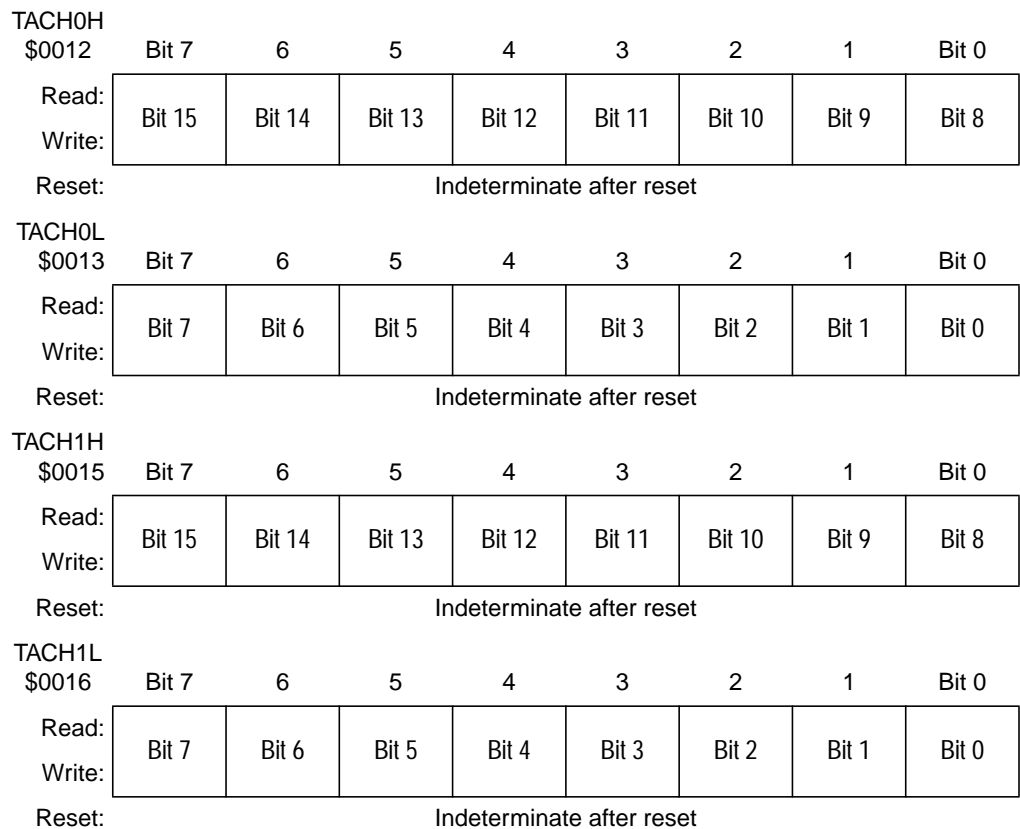 TACH0H
$0012 Bit 7 6 5 4 3 2 1 Bit 0
Read:
Bit 15 Bit 14 Bit 13 Bit 12 Bit 11 Bit 10 Bit 9 Bit 8
Write:
Reset: Indeterminate after reset
TACH0L
$0013 Bit 7 6 5 4 3 2 1 Bit 0
Read:
Bit 7 Bit 6 Bit 5 Bit 4 Bit 3 Bit 2 Bit 1 Bit 0
Write:
Reset: Indeterminate after reset
TACH1H
$0015 Bit 7 6 5 4 3 2 1 Bit 0
Read:
Bit 15 Bit 14 Bit 13 Bit 12 Bit 11 Bit 10 Bit 9 Bit 8
Write:
Reset: Indeterminate after reset
TACH1L
$0016 Bit 7 6 5 4 3 2 1 Bit 0
Read:
Bit 7 Bit 6 Bit 5 Bit 4 Bit 3 Bit 2 Bit 1 Bit 0
Write:
Reset: Indeterminate after reset